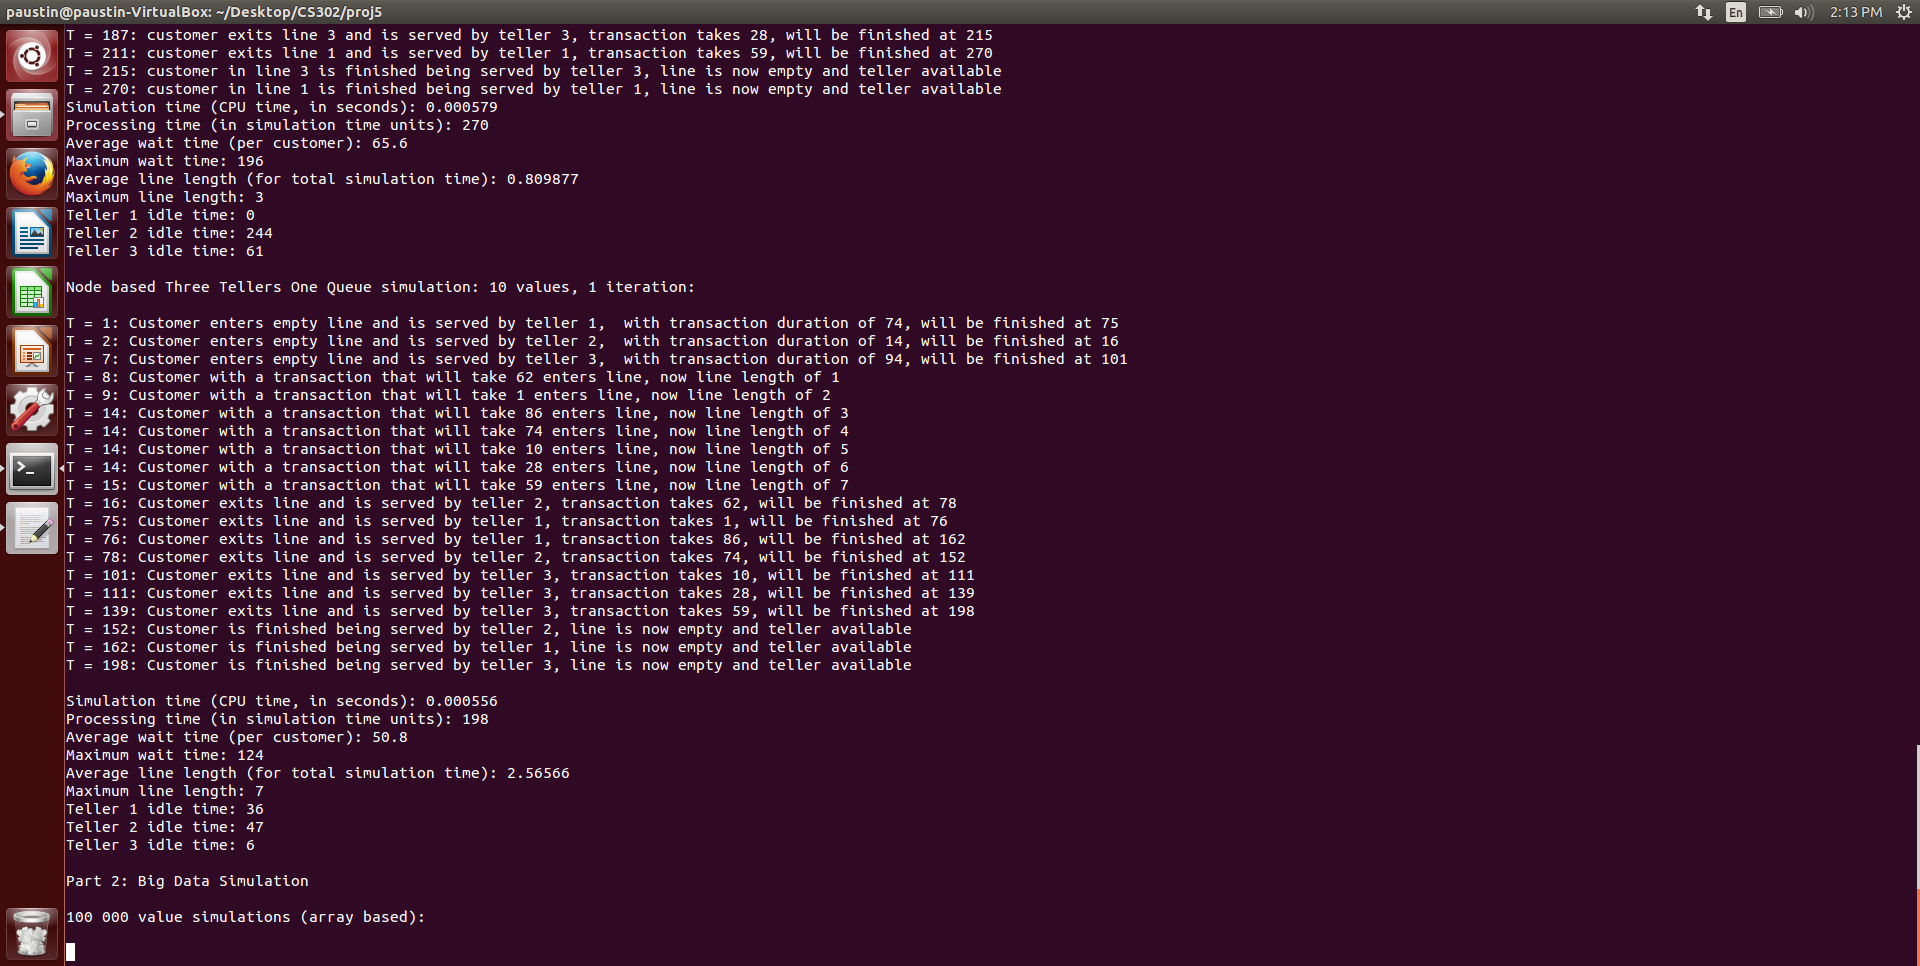 paustin@paustin-VirtualBox: ~/Desktop/CS302/proj5
En
2:13 PM
T = 187: customer exits line 3 and is served by teller 3, transaction takes 28, will be finished at 215
T = 211: customer exits line 1 and is served by teller 1, transaction takes 59, will be finished at 270
T = 215: customer in line 3 is finished being served by teller 3, line is now empty and teller available
T = 270: customer in line 1 is finished being served by teller 1, line is now empty and teller available
Simulation time (CPU time, in seconds): 0.000579
Processing time (in simulation time units): 270
Average wait time (per customer): 65.6
Maximum wait time: 196
Average line length (for total simulation time): 0.809877
Maximum line length: 3
Teller 1 idle time: 0
Teller 2 idle time: 244
Teller 3 idle time: 61
Node based Three Tellers One Queue simulation: 10 values, 1 iteration:
T = 1: Customer enters empty line and is served by teller 1,  with transaction duration of 74, will be finished at 75
T = 2: Customer enters empty line and is served by teller 2,  with transaction duration of 14, will be finished at 16
T = 7: Customer enters empty line and is served by teller 3,  with transaction duration of 94, will be finished at 101
T = 8: Customer with a transaction that will take 62 enters line, now line length of 1
T = 9: Customer with a transaction that will take 1 enters line, now line length of 2
T = 14: Customer with a transaction that will take 86 enters line, now line length of 3
T = 14: Customer with a transaction that will take 74 enters line, now line length of 4
T = 14: Customer with a transaction that will take 10 enters line, now line length of 5
T = 14: Customer with a transaction that will take 28 enters line, now line length of 6
T = 15: Customer with a transaction that will take 59 enters line, now line length of 7
T = 16: Customer exits line and is served by teller 2, transaction takes 62, will be finished at 78
T = 75: Customer exits line and is served by teller 1, transaction takes 1, will be finished at 76
T = 76: Customer exits line and is served by teller 1, transaction takes 86, will be finished at 162
T = 78: Customer exits line and is served by teller 2, transaction takes 74, will be finished at 152
T = 101: Customer exits line and is served by teller 3, transaction takes 10, will be finished at 111
T = 111: Customer exits line and is served by teller 3, transaction takes 28, will be finished at 139
T = 139: Customer exits line and is served by teller 3, transaction takes 59, will be finished at 198
T = 152: Customer is finished being served by teller 2, line is now empty and teller available
T = 162: Customer is finished being served by teller 1, line is now empty and teller available
T = 198: Customer is finished being served by teller 3, line is now empty and teller available
Simulation time (CPU time, in seconds): 0.000556
Processing time (in simulation time units): 198
Average wait time (per customer): 50.8
Maximum wait time: 124
Average line length (for total simulation time): 2.56566
Maximum line length: 7
Teller 1 idle time: 36
Teller 2 idle time: 47
Teller 3 idle time: 6
Part 2: Big Data Simulation
100 000 value simulations (array based):